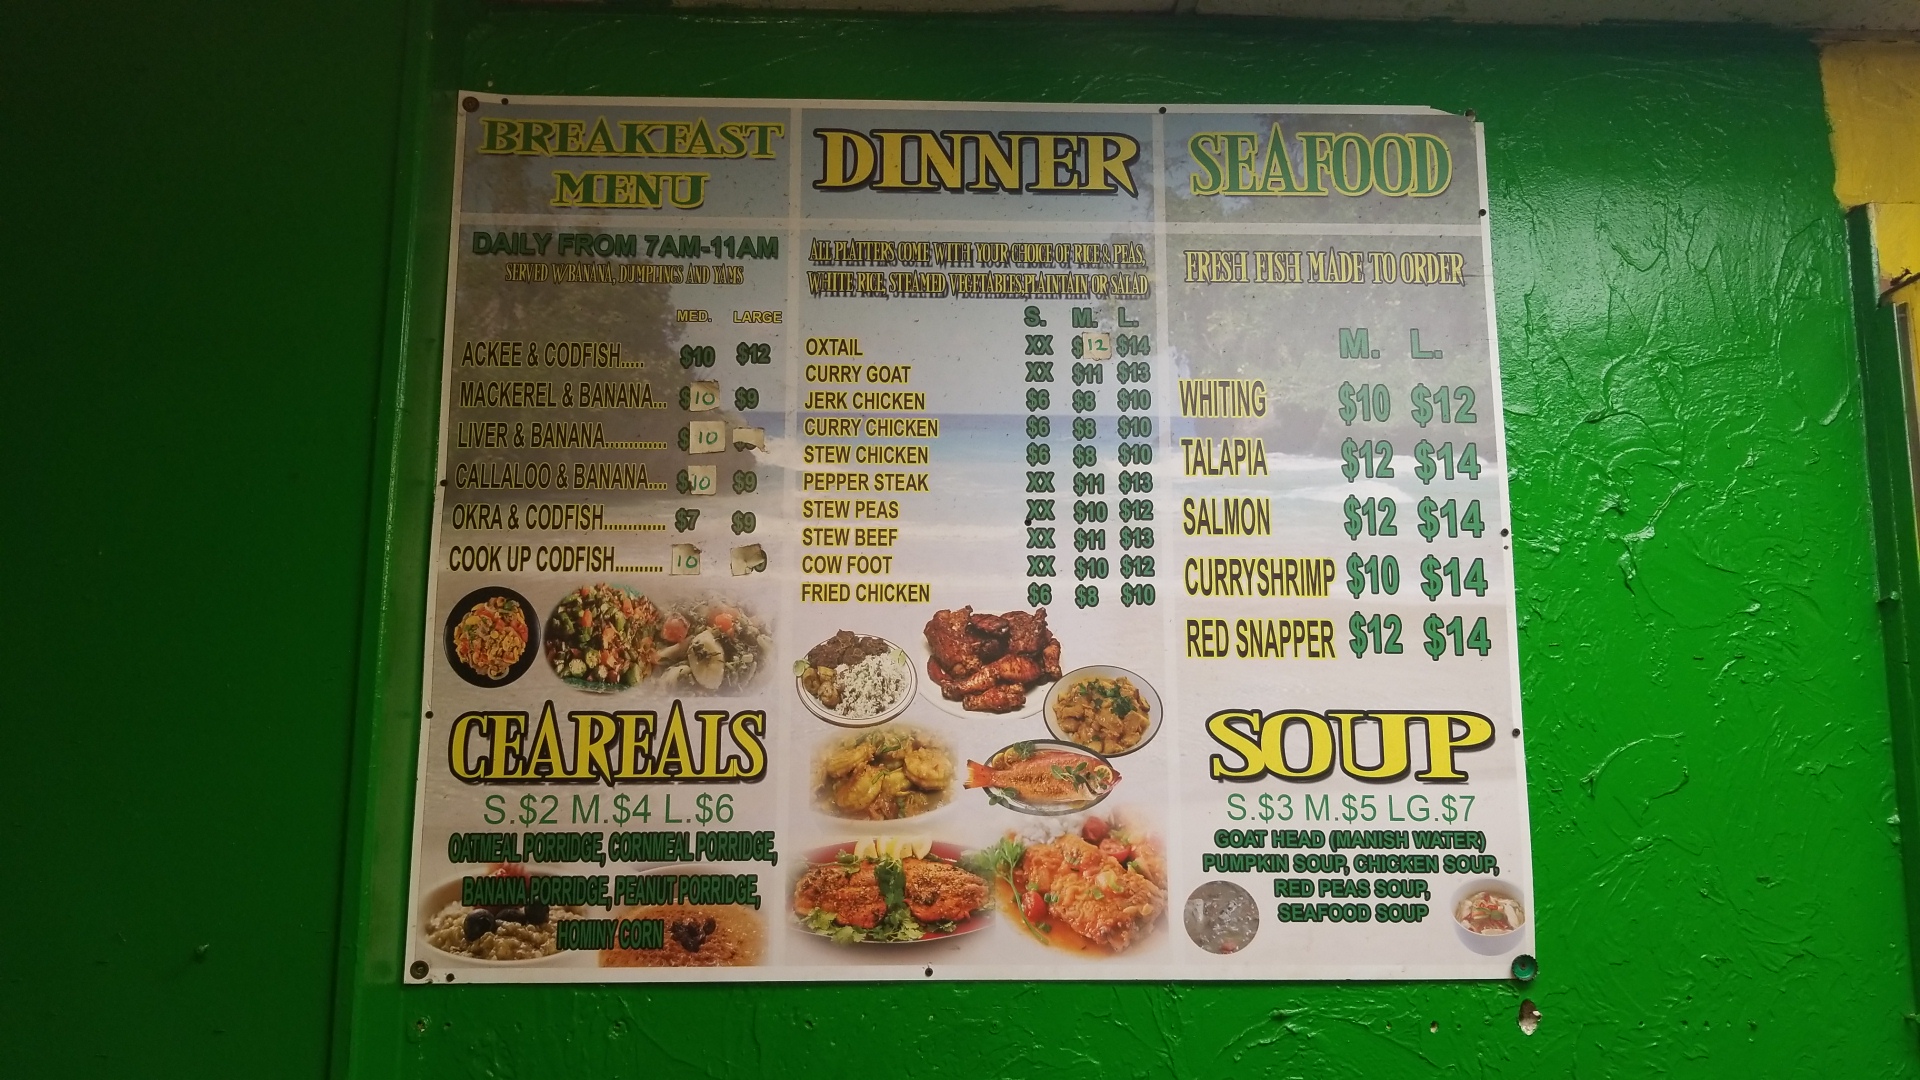 BREAKFAST
MENU
DAILY FROM 7AM-11AM
SERVED W/BANANA, DUMPLINGS AND YAMS
MED. LARGE
ACKEE & CODFISH..... $10 $12
MACKEREL & BANANA... $10 $9
LIVER & BANANA............. $10
CALLALOO & BANANA.... $10 $9
OKRA & CODFISH............. $7 $9
COOK UP CODFISH.......... 10
CEAREALS
S.$2 M.$4 L.$6
OATMEAL PORRIDGE, CORNMEAL PORRIDGE,
BANANA PORRIDGE, PEANUT PORRIDGE,
HOMINY CORN
DINNER
ALL PLATTERS COME WITH YOUR CHOICE OF RICE & PEAS,
WHITE RICE, STEAMED VEGETABLES,PLAINTAIN OR SALAD
S. M. L.
OXTAIL XX $12 $14
CURRY GOAT XX $11 $13
JERK CHICKEN $6 $8 $10
CURRY CHICKEN $6 $8 $10
STEW CHICKEN $6 $8 $10
PEPPER STEAK XX $11 $13
STEW PEAS XX $10 $12
STEW BEEF XX $11 $13
COW FOOT XX $10 $12
FRIED CHICKEN $6 $8 $10
SEAFOOD
FRESH FISH MADE TO ORDER
M. L.
WHITING $10 $12
TALAPIA $12 $14
SALMON $12 $14
CURRYSHRIMP $10 $14
RED SNAPPER $12 $14
SOUP
S.$3 M.$5 LG.$7
GOAT HEAD (MANISH WATER)
PUMPKIN SOUP, CHICKEN SOUP,
RED PEAS SOUP,
SEAFOOD SOUP